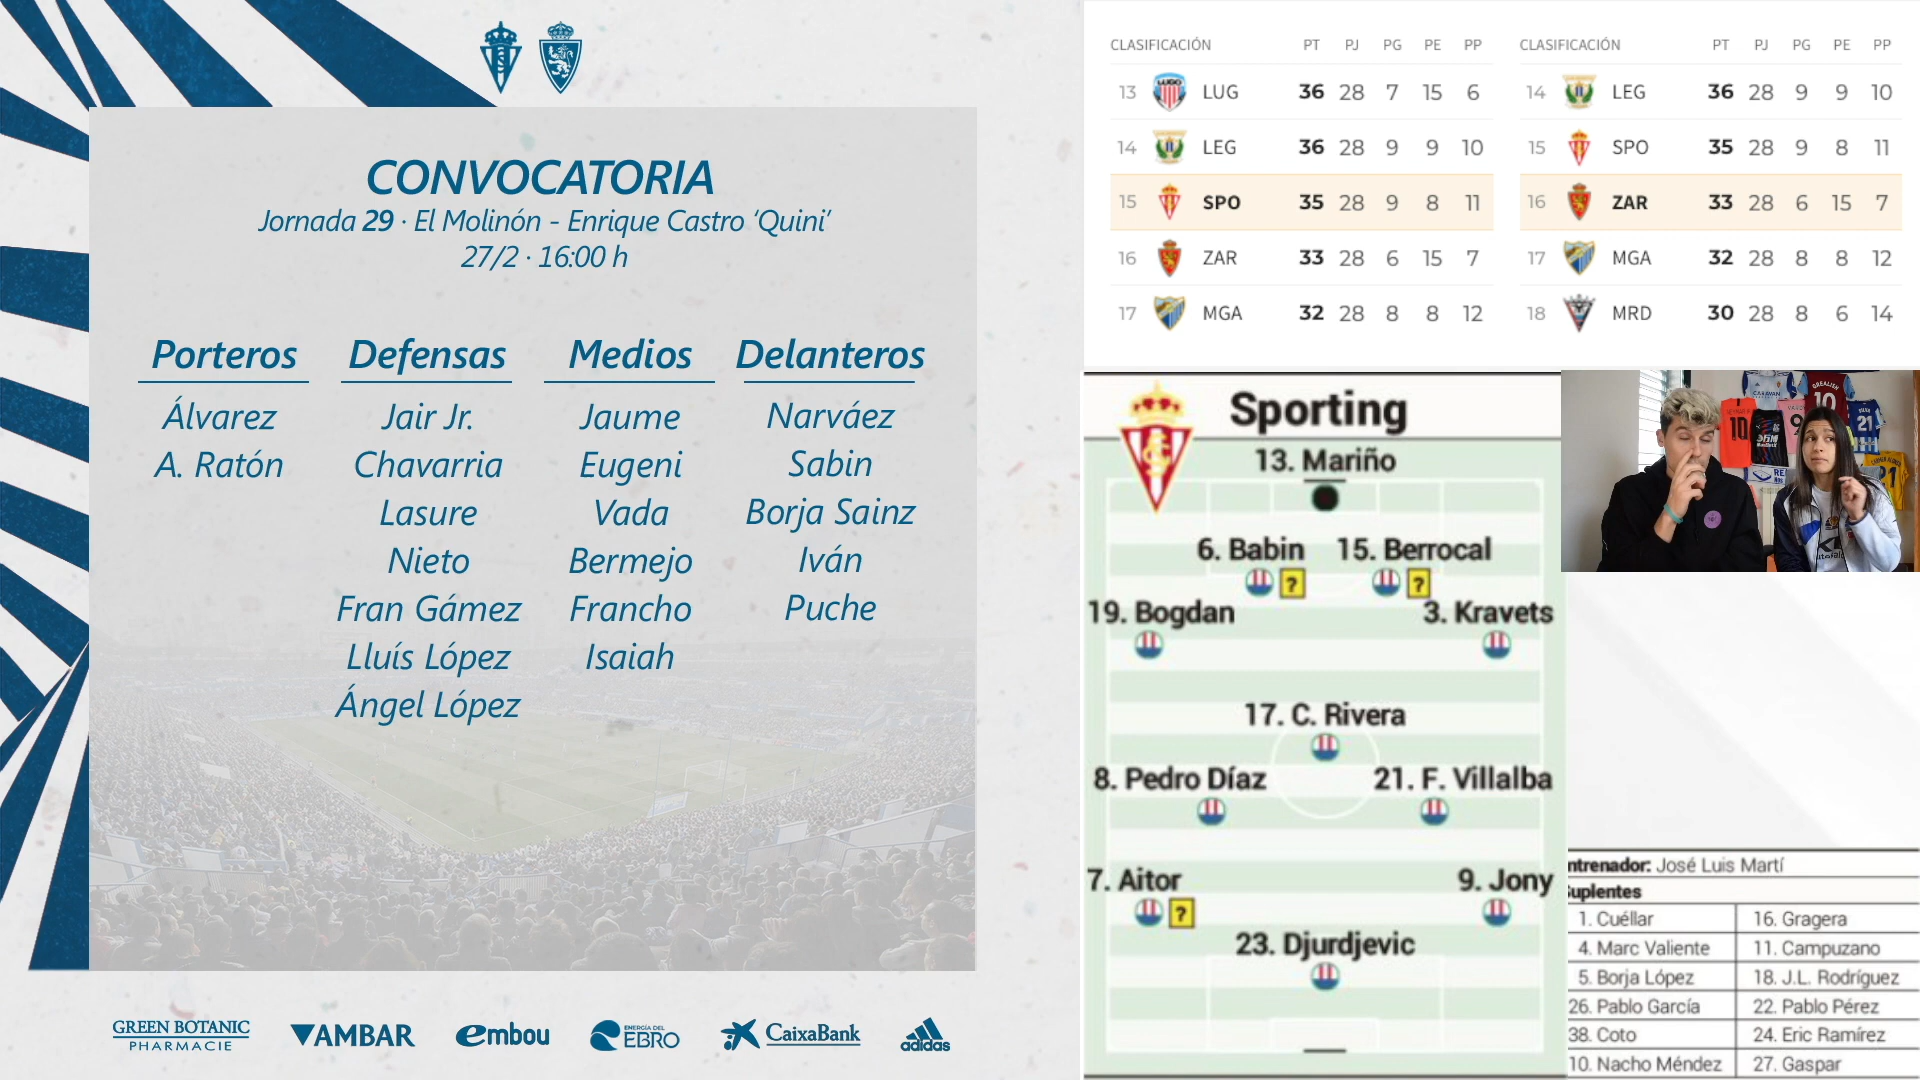 CONVOCATORIA
Jornada 29 · El Molinón - Enrique Castro 'Quini'
27/2 · 16:00 h
Porteros
Álvarez
A. Ratón
Defensas
Jair Jr.
Chavarria
Lasure
Nieto
Fran Gámez
Lluís López
Ángel López
Medios
Jaume
Eugeni
Vada
Bermejo
Francho
Isaiah
Delanteros
Narváez
Sabin
Borja Sainz
Iván
Puche
GREEN BOTANIC
PHARMACIE
AMBAR
embou
ENERGÍA DEL
EBRO
CaixaBank
adidas
CLASIFICACIÓN PT PJ PG PE PP
13 LUG 36 28 7 15 6
14 LEG 36 28 9 9 10
15 SPO 35 28 9 8 11
16 ZAR 33 28 6 15 7
17 MGA 32 28 8 8 12
CLASIFICACIÓN PT PJ PG PE PP
14 LEG 36 28 9 9 10
15 SPO 35 28 9 8 11
16 ZAR 33 28 6 15 7
17 MGA 32 28 8 8 12
18 MRD 30 28 8 6 14
Sporting
13. Mariño
6. Babin 15. Berrocal
? ?
19. Bogdan 3. Kravets
17. C. Rivera
8. Pedro Díaz 21. F. Villalba
7. Aitor 9. Jony
?
23. Djurdjevic
GREALISH
10
10
21
ntrenador: José Luis Martí
uplentes
1. Cuéllar 16. Gragera
4. Marc Valiente 11. Campuzano
5. Borja López 18. J.L. Rodríguez
26. Pablo García 22. Pablo Pérez
38. Coto 24. Eric Ramírez
10. Nacho Méndez 27. Gaspar